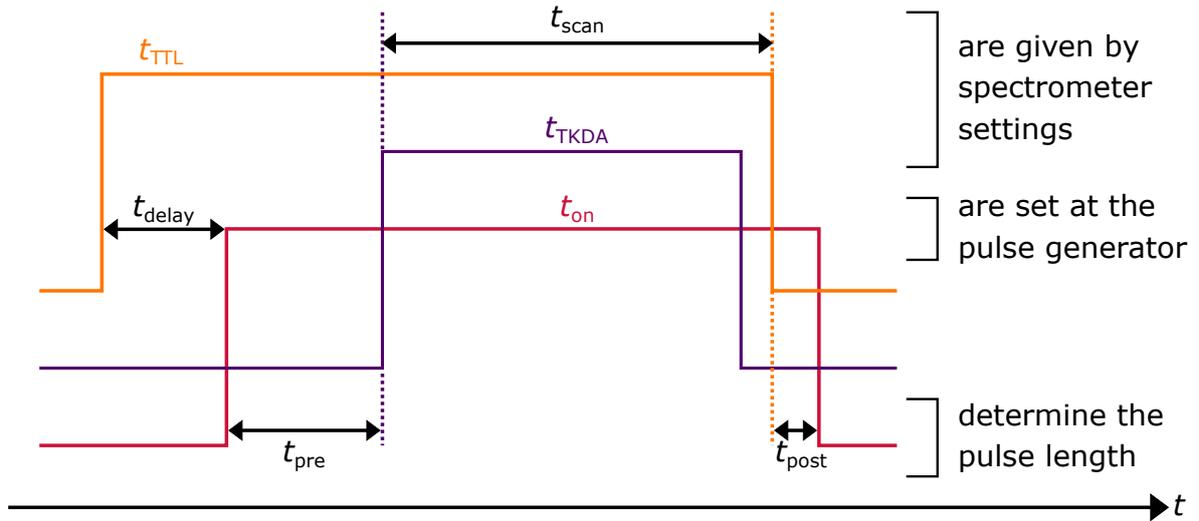 t_scan
t_TTL
are given by
spectrometer
settings
t_TKDA
t_delay
t_on
are set at the
pulse generator
t_pre
t_post
determine the
pulse length
t